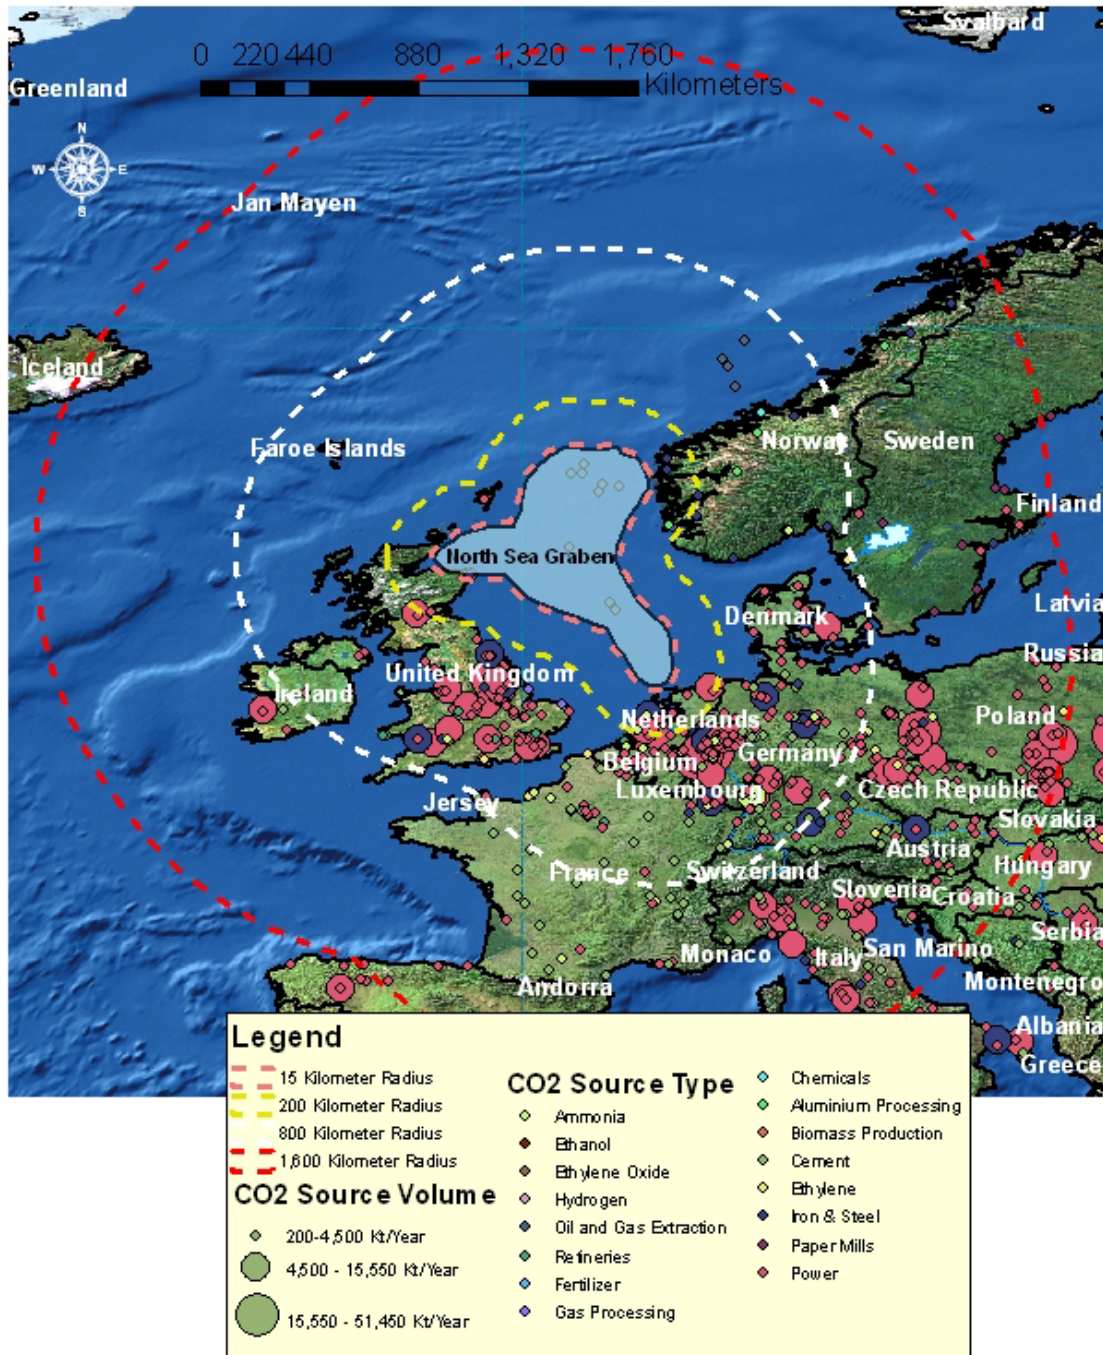 Svalbard
0 220 440 880 1,320 1,760
Kilometers
Greenland
N
W E
S
Jan Mayen
Iceland
Faroe Islands
Norway
Sweden
Finland
North Sea Graben
Denmark
Latvia
Russia
United Kingdom
Ireland
Netherlands
Poland
Germany
Belgium
Luxembourg
Czech Republic
Jersey
Slovakia
Austria
Hungary
France
Switzerland
Slovenia
Croatia
Serbia
Monaco
Italy
San Marino
Montenegro
Andorra
Albania
Greece
Legend
15 Kilometer Radius
200 Kilometer Radius
800 Kilometer Radius
1,600 Kilometer Radius
CO2 Source Volume
200-4,500 Kt/Year
4,500 - 15,550 Kt/Year
15,550 - 51,450 Kt/Year
CO2 Source Type
Ammonia
Ethanol
Ethylene Oxide
Hydrogen
Oil and Gas Extraction
Refineries
Fertilizer
Gas Processing
Chemicals
Aluminium Processing
Biomass Production
Cement
Ethylene
Iron & Steel
Paper Mills
Power